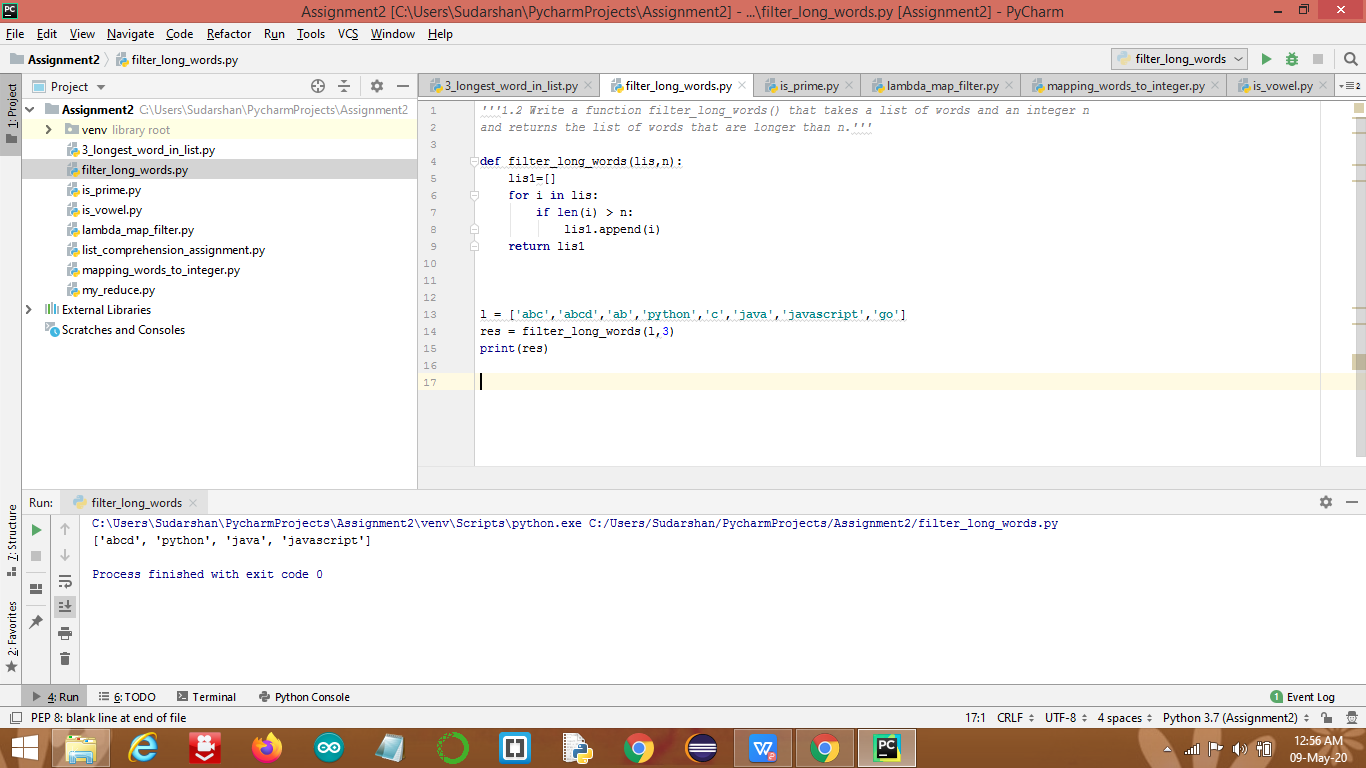 Assignment2 [C:\Users\Sudarshan\PycharmProjects\Assignment2] - ...\filter_long_words.py [Assignment2] - PyCharm
File Edit View Navigate Code Refactor Run Tools VCS Window Help
Assignment2 filter_long_words.py filter_long_words
1: Project
Project
3_longest_word_in_list.py filter_long_words.py is_prime.py lambda_map_filter.py mapping_words_to_integer.py is_vowel.py 2
Assignment2 C:\Users\Sudarshan\PycharmProjects\Assignment2
venv library root
3_longest_word_in_list.py
filter_long_words.py
is_prime.py
is_vowel.py
lambda_map_filter.py
list_comprehension_assignment.py
mapping_words_to_integer.py
my_reduce.py
External Libraries
Scratches and Consoles
1 '''1.2 Write a function filter_long_words() that takes a list of words and an integer n
2 and returns the list of words that are longer than n.'''
3
4 def filter_long_words(lis,n):
5 lis1=[]
6 for i in lis:
7 if len(i) > n:
8 lis1.append(i)
9 return lis1
10
11
12
13 l = ['abc','abcd','ab','python','c','java','javascript','go']
14 res = filter_long_words(l,3)
15 print(res)
16
17
Run: filter_long_words
7: Structure
2: Favorites
C:\Users\Sudarshan\PycharmProjects\Assignment2\venv\Scripts\python.exe C:/Users/Sudarshan/PycharmProjects/Assignment2/filter_long_words.py
['abcd', 'python', 'java', 'javascript']
Process finished with exit code 0
4: Run 6: TODO Terminal Python Console 1 Event Log
PEP 8: blank line at end of file 17:1 CRLF UTF-8 4 spaces Python 3.7 (Assignment2)
12:56 AM
09-May-20